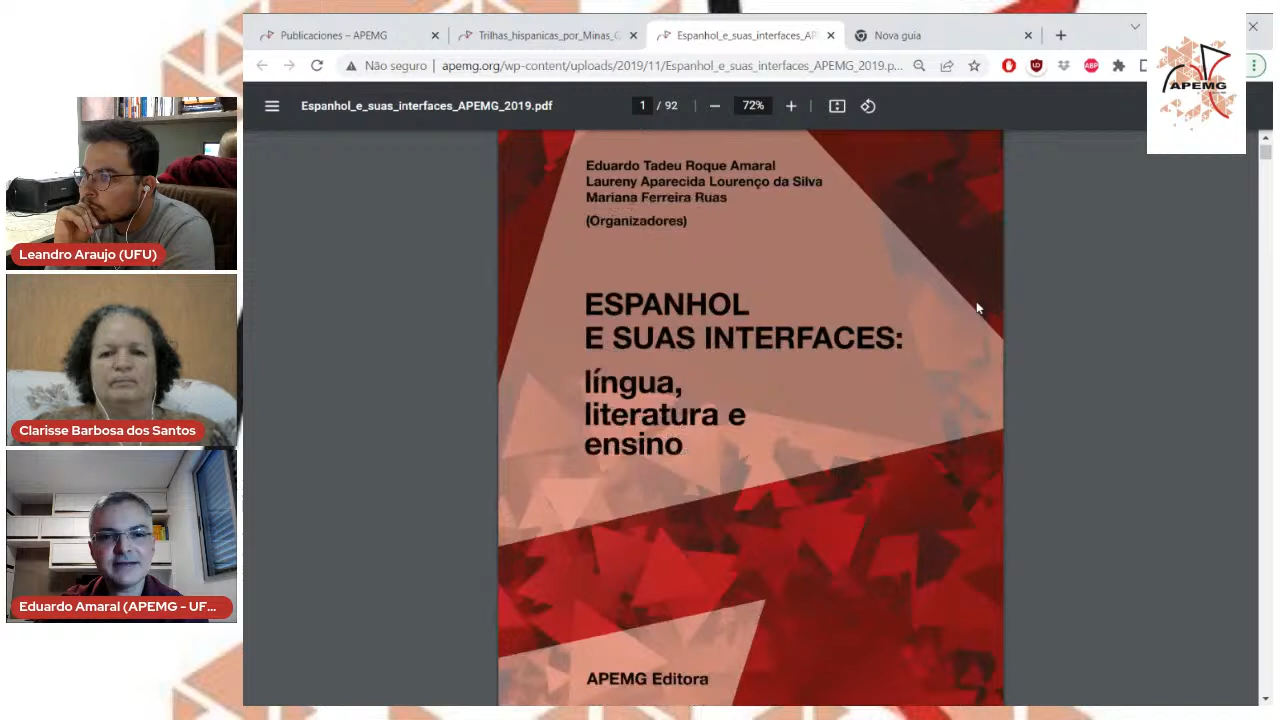 Publicaciones – APEMG
Trilhas_hispanicas_por_Minas_G
Espanhol_e_suas_interfaces_AP
Nova guia
Não seguro
apemg.org/wp-content/uploads/2019/11/Espanhol_e_suas_interfaces_APEMG_2019.p...
ABP
APEMG
Espanhol_e_suas_interfaces_APEMG_2019.pdf
1 / 92
72%
Eduardo Tadeu Roque Amaral
Laureny Aparecida Lourenço da Silva
Mariana Ferreira Ruas
(Organizadores)
ESPANHOL
E SUAS INTERFACES:
língua,
literatura e
ensino
APEMG Editora
Leandro Araujo (UFU)
Clarisse Barbosa dos Santos
Eduardo Amaral (APEMG - UF...